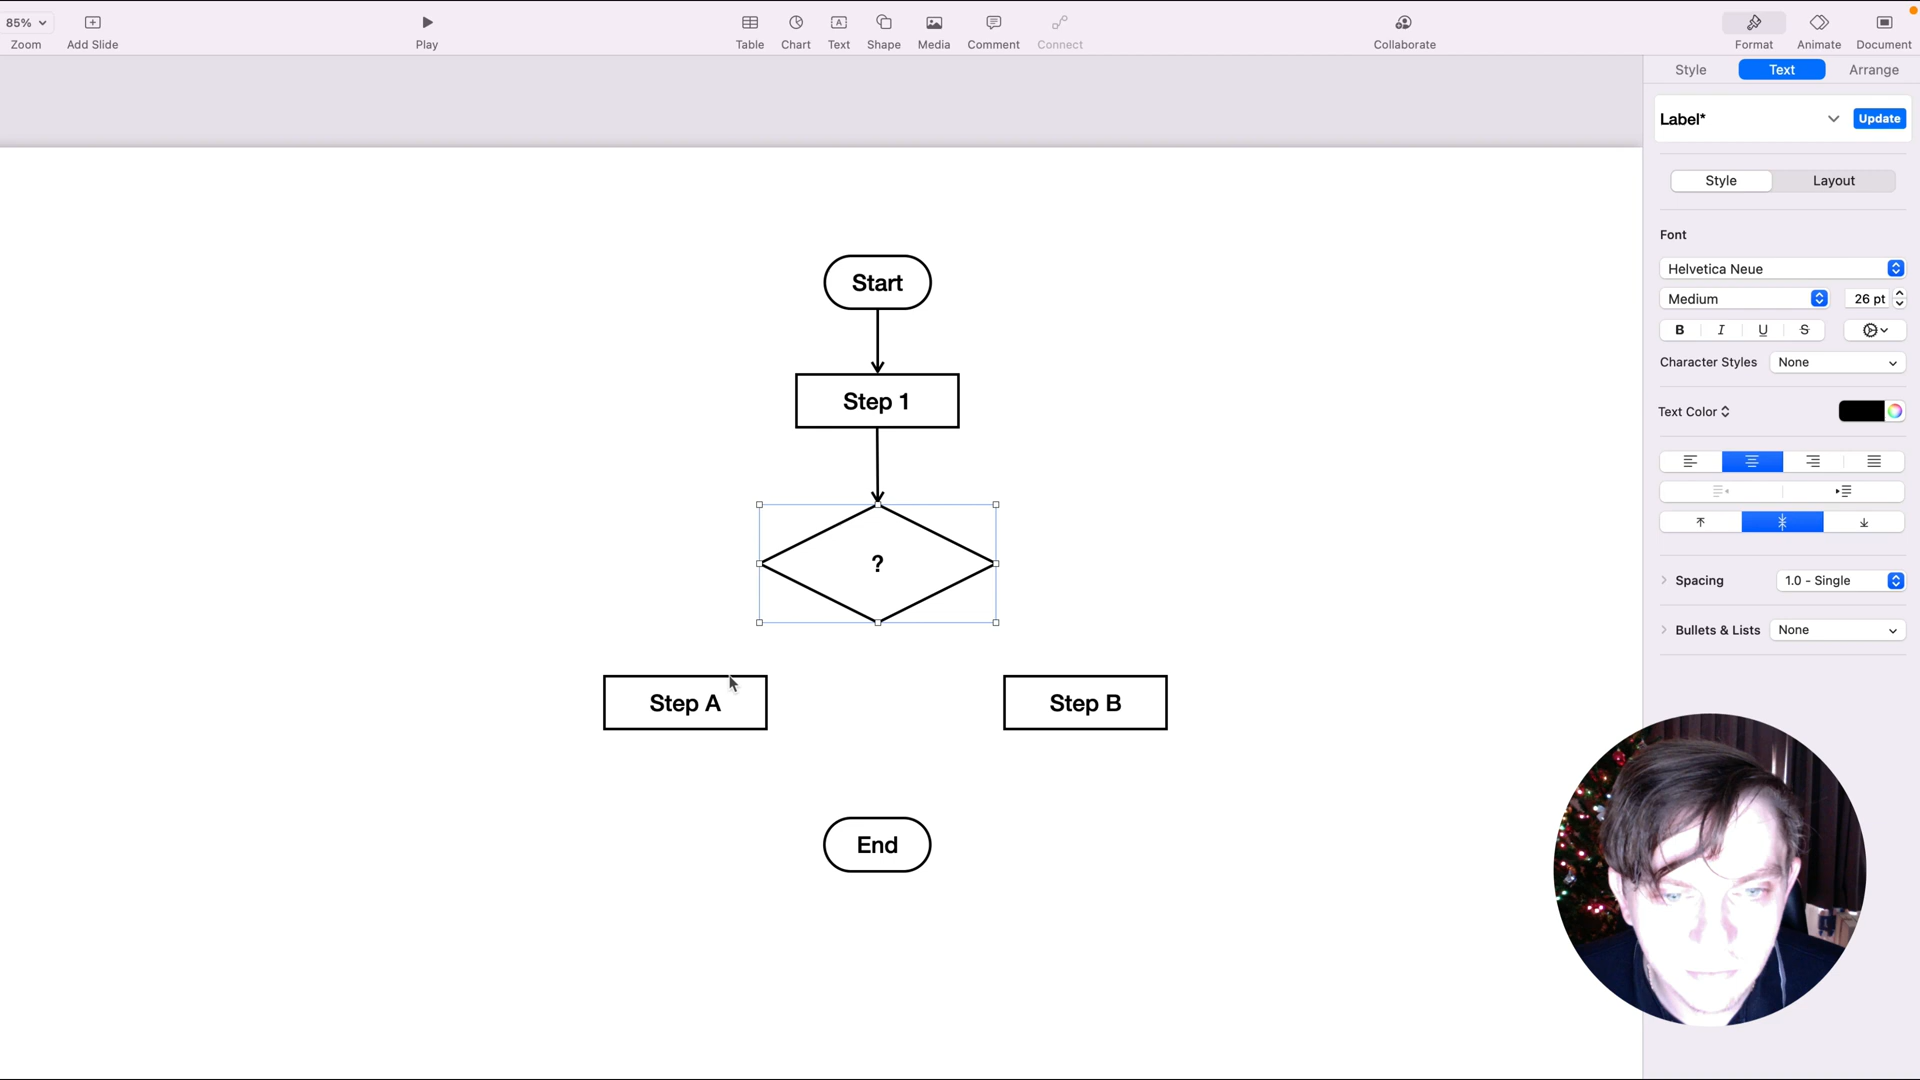 85%
Zoom
Add Slide
Play
Table
Chart
A
Text
Shape
Media
Comment
Connect
Collaborate
Format
Animate
Document
Style Text Arrange
Label* Update
Style Layout
Font
Helvetica Neue
Medium 26 pt
B I U S
Character Styles None
Text Color
Spacing 1.0 - Single
Bullets & Lists None
Start
Step 1
?
Step A
Step B
End